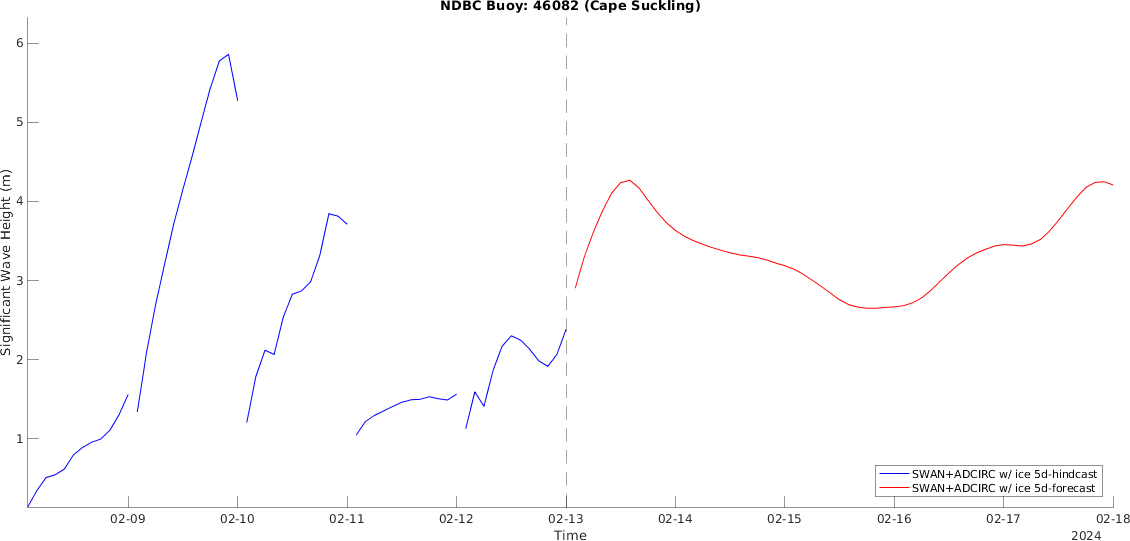 NDBC Buoy: 46082 (Cape Suckling)
6
5
4
3
2
1
Significant Wave Height (m)
02-09 02-10 02-11 02-12 02-13 02-14 02-15 02-16 02-17 02-18
Time
2024
SWAN+ADCIRC w/ ice 5d-hindcast
SWAN+ADCIRC w/ ice 5d-forecast